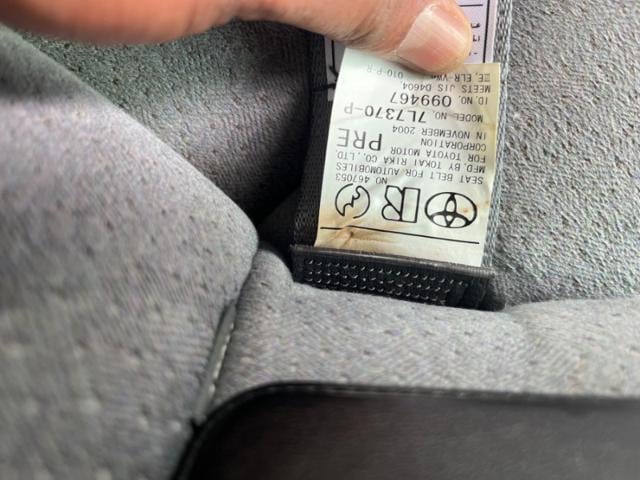 NO 467053
SEAT BELT FOR AUTOMOBILES
MFD. BY TOKAI RIKA CO., LTD.
FOR TOYOTA MOTOR
CORPORATION PRE
IN NOVEMBER 2004
MODEL-NO. 7L7370-P
ID.NO. 099467
MEETS JIS D4604,
010-P-R